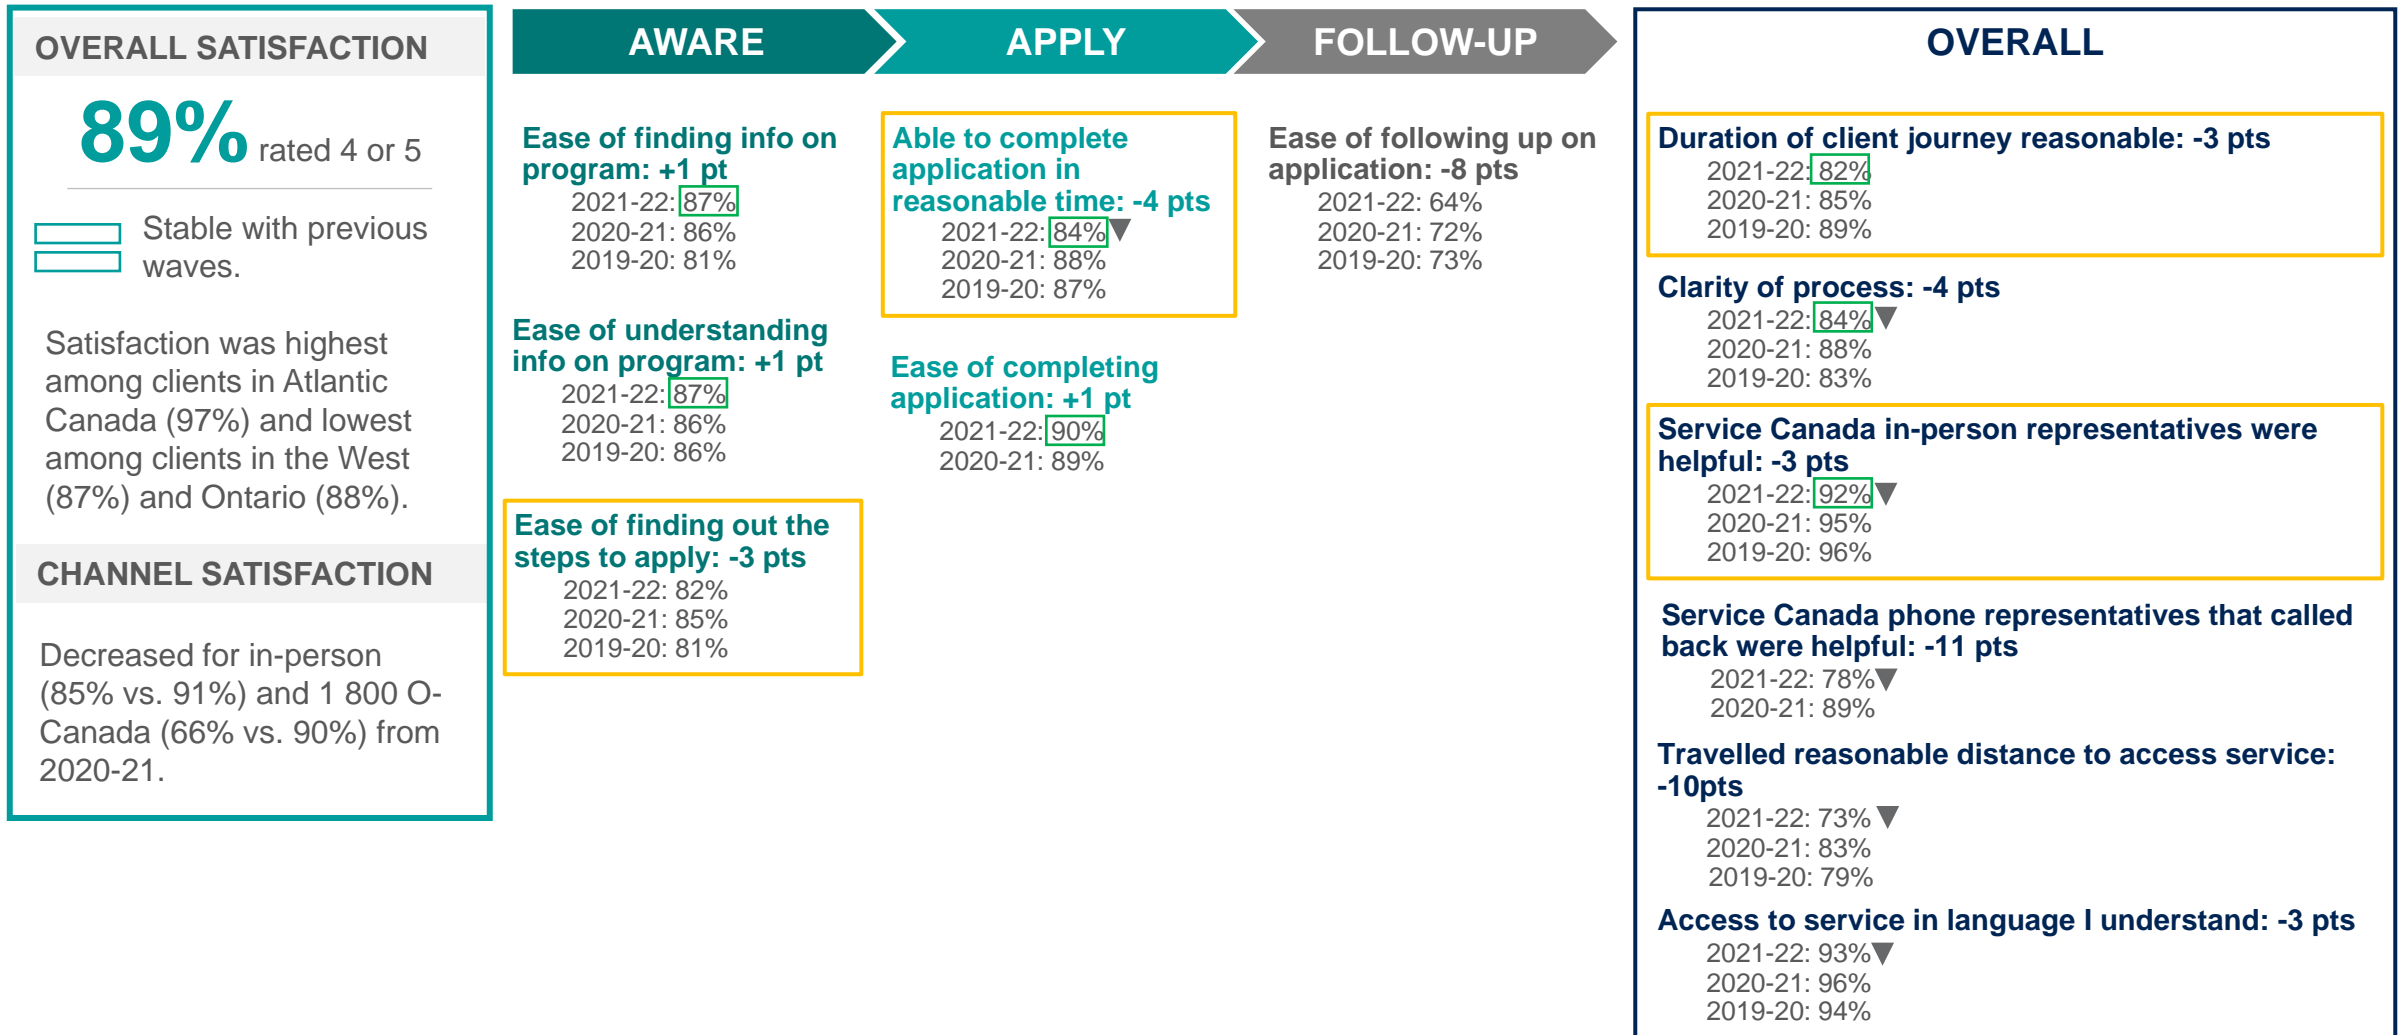 OVERALL SATISFACTION
89% rated 4 or 5
Stable with previous
waves.
Satisfaction was highest
among clients in Atlantic
Canada (97%) and lowest
among clients in the West
(87%) and Ontario (88%).
CHANNEL SATISFACTION
Decreased for in-person
(85% vs. 91%) and 1 800 O-
Canada (66% vs. 90%) from
2020-21.
AWARE
Ease of finding info on
program: +1 pt
2021-22: 87%
2020-21: 86%
2019-20: 81%
Ease of understanding
info on program: +1 pt
2021-22: 87%
2020-21: 86%
2019-20: 86%
Ease of finding out the
steps to apply: -3 pts
2021-22: 82%
2020-21: 85%
2019-20: 81%
APPLY
Able to complete
application in
reasonable time: -4 pts
2021-22: 84%▼
2020-21: 88%
2019-20: 87%
Ease of completing
application: +1 pt
2021-22: 90%
2020-21: 89%
FOLLOW-UP
Ease of following up on
application: -8 pts
2021-22: 64%
2020-21: 72%
2019-20: 73%
OVERALL
Duration of client journey reasonable: -3 pts
2021-22: 82%
2020-21: 85%
2019-20: 89%
Clarity of process: -4 pts
2021-22: 84%▼
2020-21: 88%
2019-20: 83%
Service Canada in-person representatives were
helpful: -3 pts
2021-22: 92%▼
2020-21: 95%
2019-20: 96%
Service Canada phone representatives that called
back were helpful: -11 pts
2021-22: 78%▼
2020-21: 89%
Travelled reasonable distance to access service:
-10pts
2021-22: 73% ▼
2020-21: 83%
2019-20: 79%
Access to service in language I understand: -3 pts
2021-22: 93%▼
2020-21: 96%
2019-20: 94%